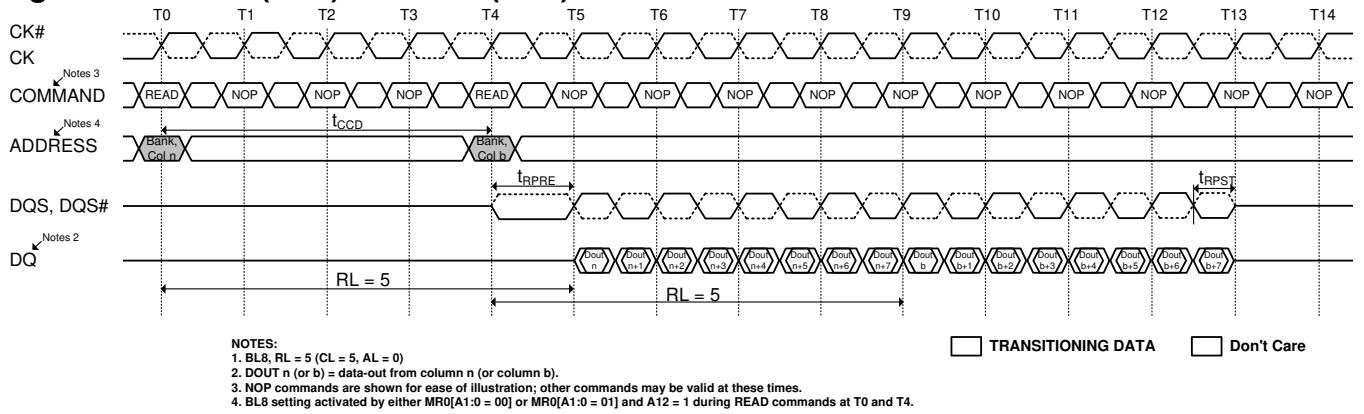 T0 T1 T2 T3 T4 T5 T6 T7 T8 T9 T10 T11 T12 T13 T14
CK#
CK
Notes 3
COMMAND READ NOP NOP NOP READ NOP NOP NOP NOP NOP NOP NOP NOP NOP NOP
tCCD
Notes 4
ADDRESS Bank, Col n Bank, Col b
tRPRE tRPST
DQS, DQS#
Notes 2
DQ Dout n Dout n+1 Dout n+2 Dout n+3 Dout n+4 Dout n+5 Dout n+6 Dout n+7 Dout b Dout b+1 Dout b+2 Dout b+3 Dout b+4 Dout b+5 Dout b+6 Dout b+7
RL = 5 RL = 5
NOTES:
1. BL8, RL = 5 (CL = 5, AL = 0)
2. DOUT n (or b) = data-out from column n (or column b).
3. NOP commands are shown for ease of illustration; other commands may be valid at these times.
4. BL8 setting activated by either MR0[A1:0 = 00] or MR0[A1:0 = 01] and A12 = 1 during READ commands at T0 and T4.
TRANSITIONING DATA Don't Care